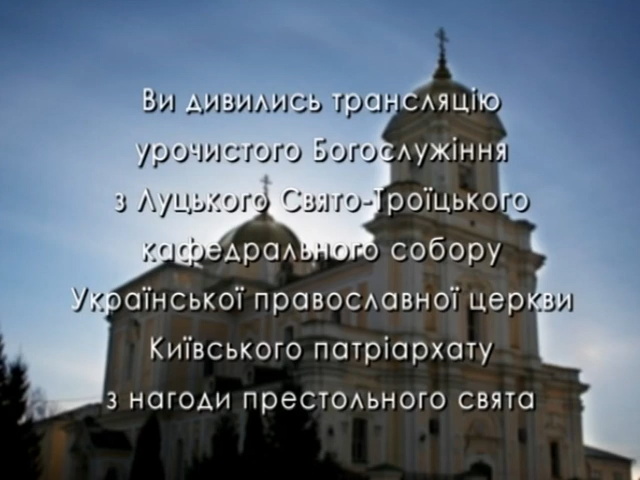 Ви дивились трансляцію
урочистого Богослужіння
з Луцького Свято-Троїцького
кафедрального собору
Української православної церкви
Київського патріархату
з нагоди престольного свята